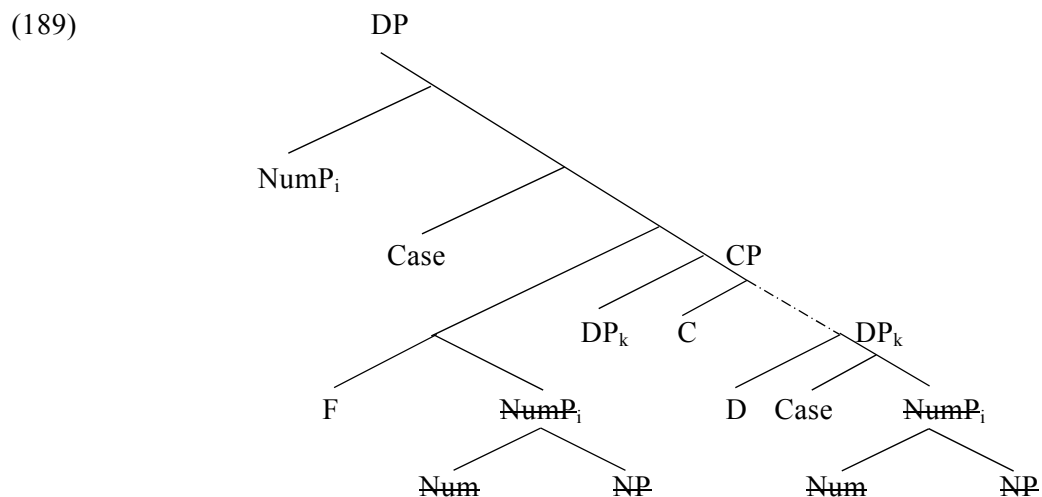 (189) DP
NumPᵢ
Case CP
DPₖ C DPₖ
F NumPᵢ D Case NumPᵢ
Num NP Num NP